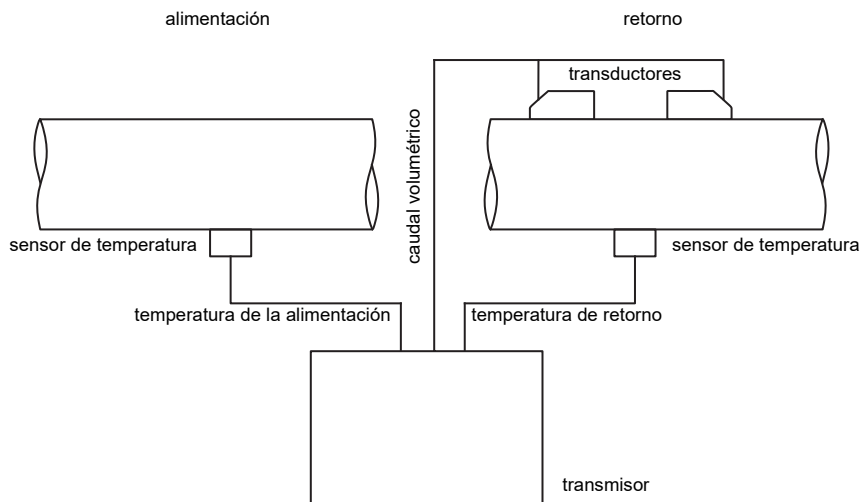 alimentación
retorno
transductores
caudal volumétrico
sensor de temperatura
sensor de temperatura
temperatura de la alimentación
temperatura de retorno
transmisor